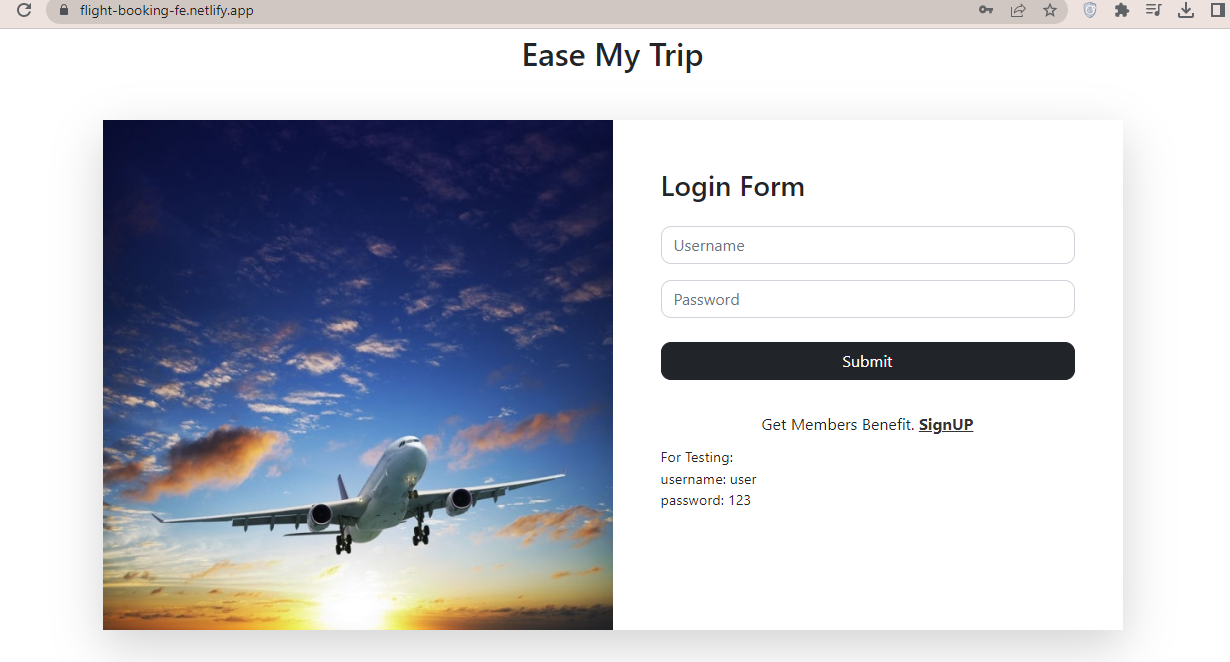 flight-booking-fe.netlify.app
Ease My Trip
Login Form
Username
Password
Submit
Get Members Benefit. SignUP
For Testing:
username: user
password: 123